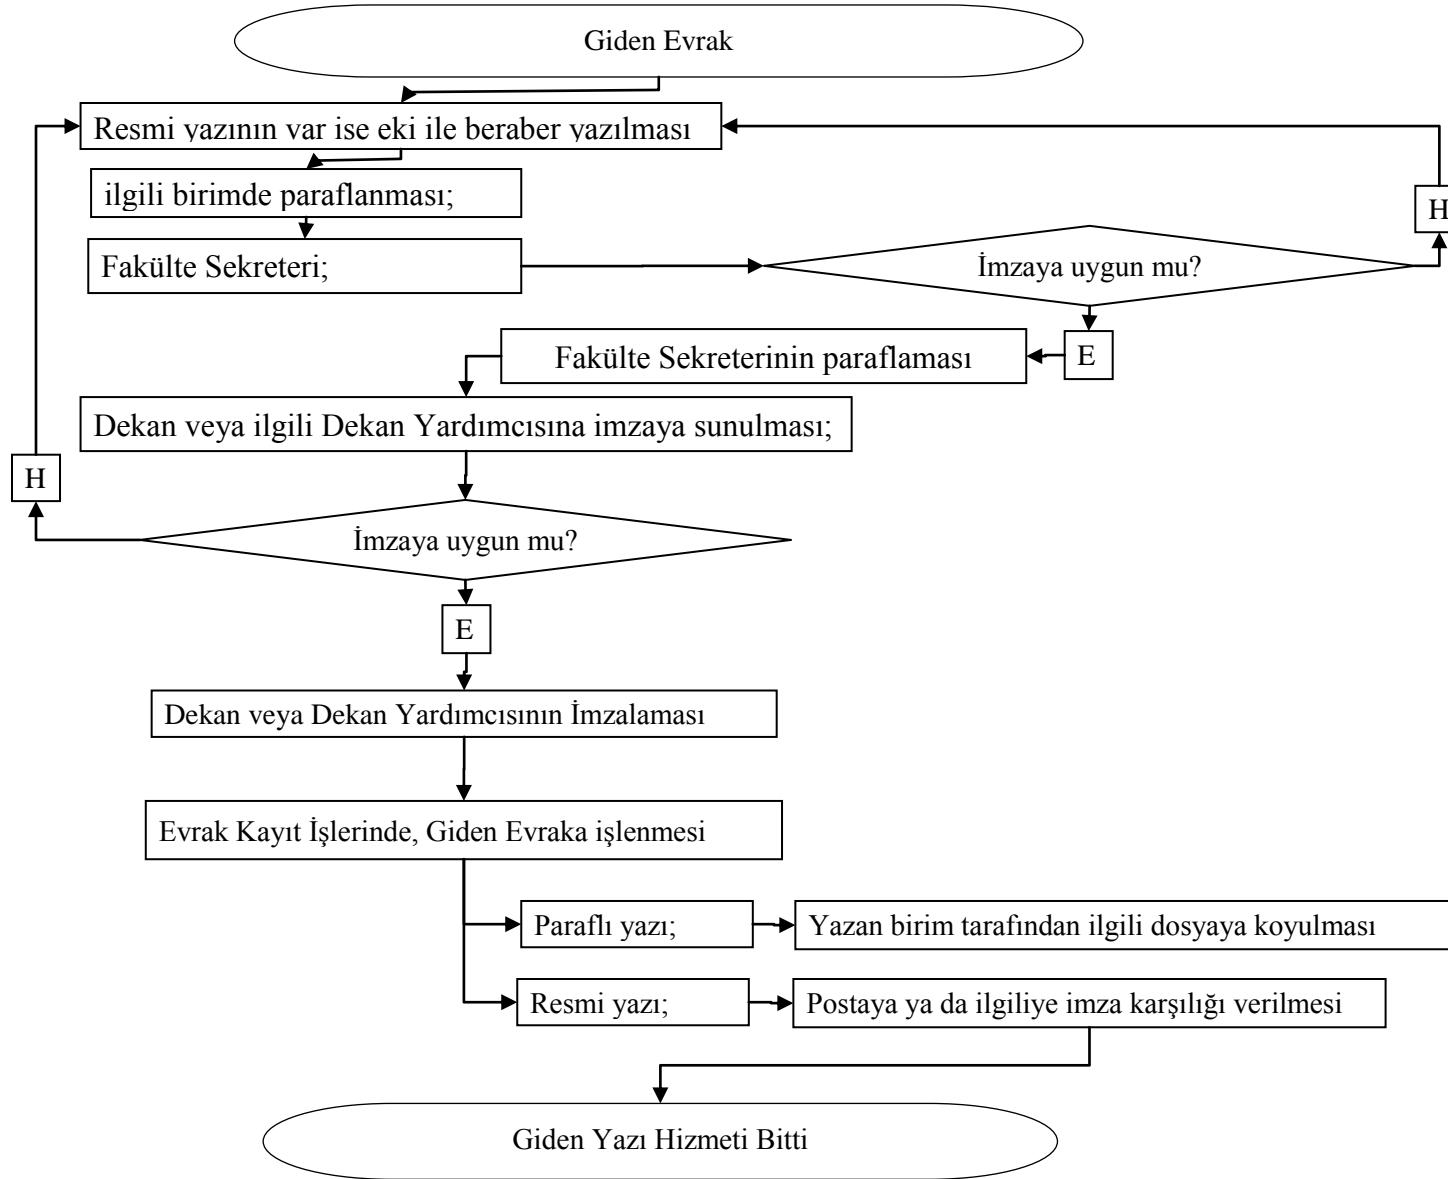 Giden Evrak
Resmi yazının var ise eki ile beraber yazılması
ilgili birimde paraflanması;
H
Fakülte Sekreteri;
İmzaya uygun mu?
Fakülte Sekreterinin paraflaması
E
Dekan veya ilgili Dekan Yardımcısına imzaya sunulması;
H
İmzaya uygun mu?
E
Dekan veya Dekan Yardımcısının İmzalaması
Evrak Kayıt İşlerinde, Giden Evraka işlenmesi
Paraflı yazı;
Yazan birim tarafından ilgili dosyaya koyulması
Resmi yazı;
Postaya ya da ilgiliye imza karşılığı verilmesi
Giden Yazı Hizmeti Bitti